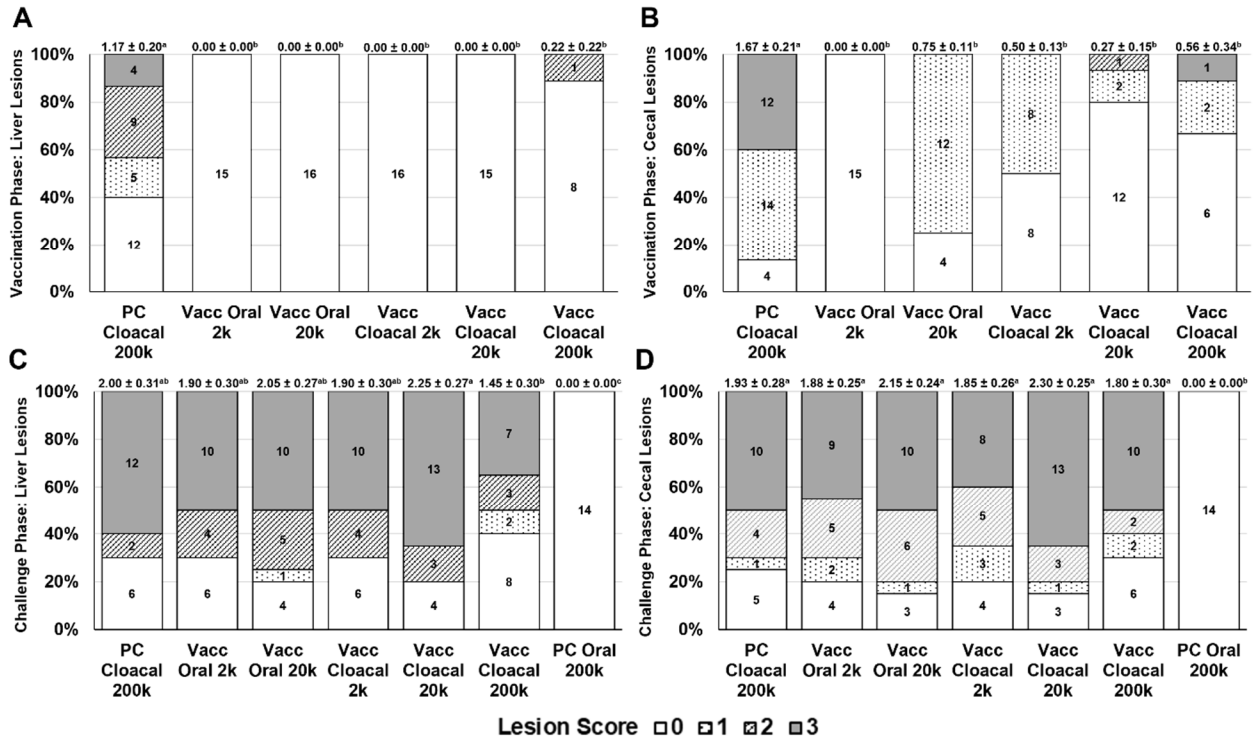 A
1.17 ± 0.20ᵃ 0.00 ± 0.00ᵇ 0.00 ± 0.00ᵇ 0.00 ± 0.00ᵇ 0.00 ± 0.00ᵇ 0.22 ± 0.22ᵇ
Vaccination Phase: Liver Lesions
100%
80%
60%
40%
20%
0%
4
9
5
12
15
16
16
15
1
8
PC Cloacal 200k
Vacc Oral 2k
Vacc Oral 20k
Vacc Cloacal 2k
Vacc Cloacal 20k
Vacc Cloacal 200k
B
1.67 ± 0.21ᵃ 0.00 ± 0.00ᵇ 0.75 ± 0.11ᵇ 0.50 ± 0.13ᵇ 0.27 ± 0.15ᵇ 0.56 ± 0.34ᵇ
Vaccination Phase: Cecal Lesions
100%
80%
60%
40%
20%
0%
12
14
4
15
12
4
8
8
1
2
12
1
2
6
PC Cloacal 200k
Vacc Oral 2k
Vacc Oral 20k
Vacc Cloacal 2k
Vacc Cloacal 20k
Vacc Cloacal 200k
C
2.00 ± 0.31ᵃᵇ 1.90 ± 0.30ᵃᵇ 2.05 ± 0.27ᵃᵇ 1.90 ± 0.30ᵃᵇ 2.25 ± 0.27ᵃ 1.45 ± 0.30ᵇ 0.00 ± 0.00ᶜ
Challenge Phase: Liver Lesions
100%
80%
60%
40%
20%
0%
12
2
6
10
4
6
10
5
1
4
10
4
6
13
3
4
7
3
2
8
14
PC Cloacal 200k
Vacc Oral 2k
Vacc Oral 20k
Vacc Cloacal 2k
Vacc Cloacal 20k
Vacc Cloacal 200k
PC Oral 200k
D
1.93 ± 0.28ᵃ 1.88 ± 0.25ᵃ 2.15 ± 0.24ᵃ 1.85 ± 0.26ᵃ 2.30 ± 0.25ᵃ 1.80 ± 0.30ᵃ 0.00 ± 0.00ᵇ
Challenge Phase: Cecal Lesions
100%
80%
60%
40%
20%
0%
10
4
1
5
9
5
2
4
10
6
1
3
8
5
3
4
13
3
1
3
10
2
2
6
14
PC Cloacal 200k
Vacc Oral 2k
Vacc Oral 20k
Vacc Cloacal 2k
Vacc Cloacal 20k
Vacc Cloacal 200k
PC Oral 200k
Lesion Score 0 1 2 3